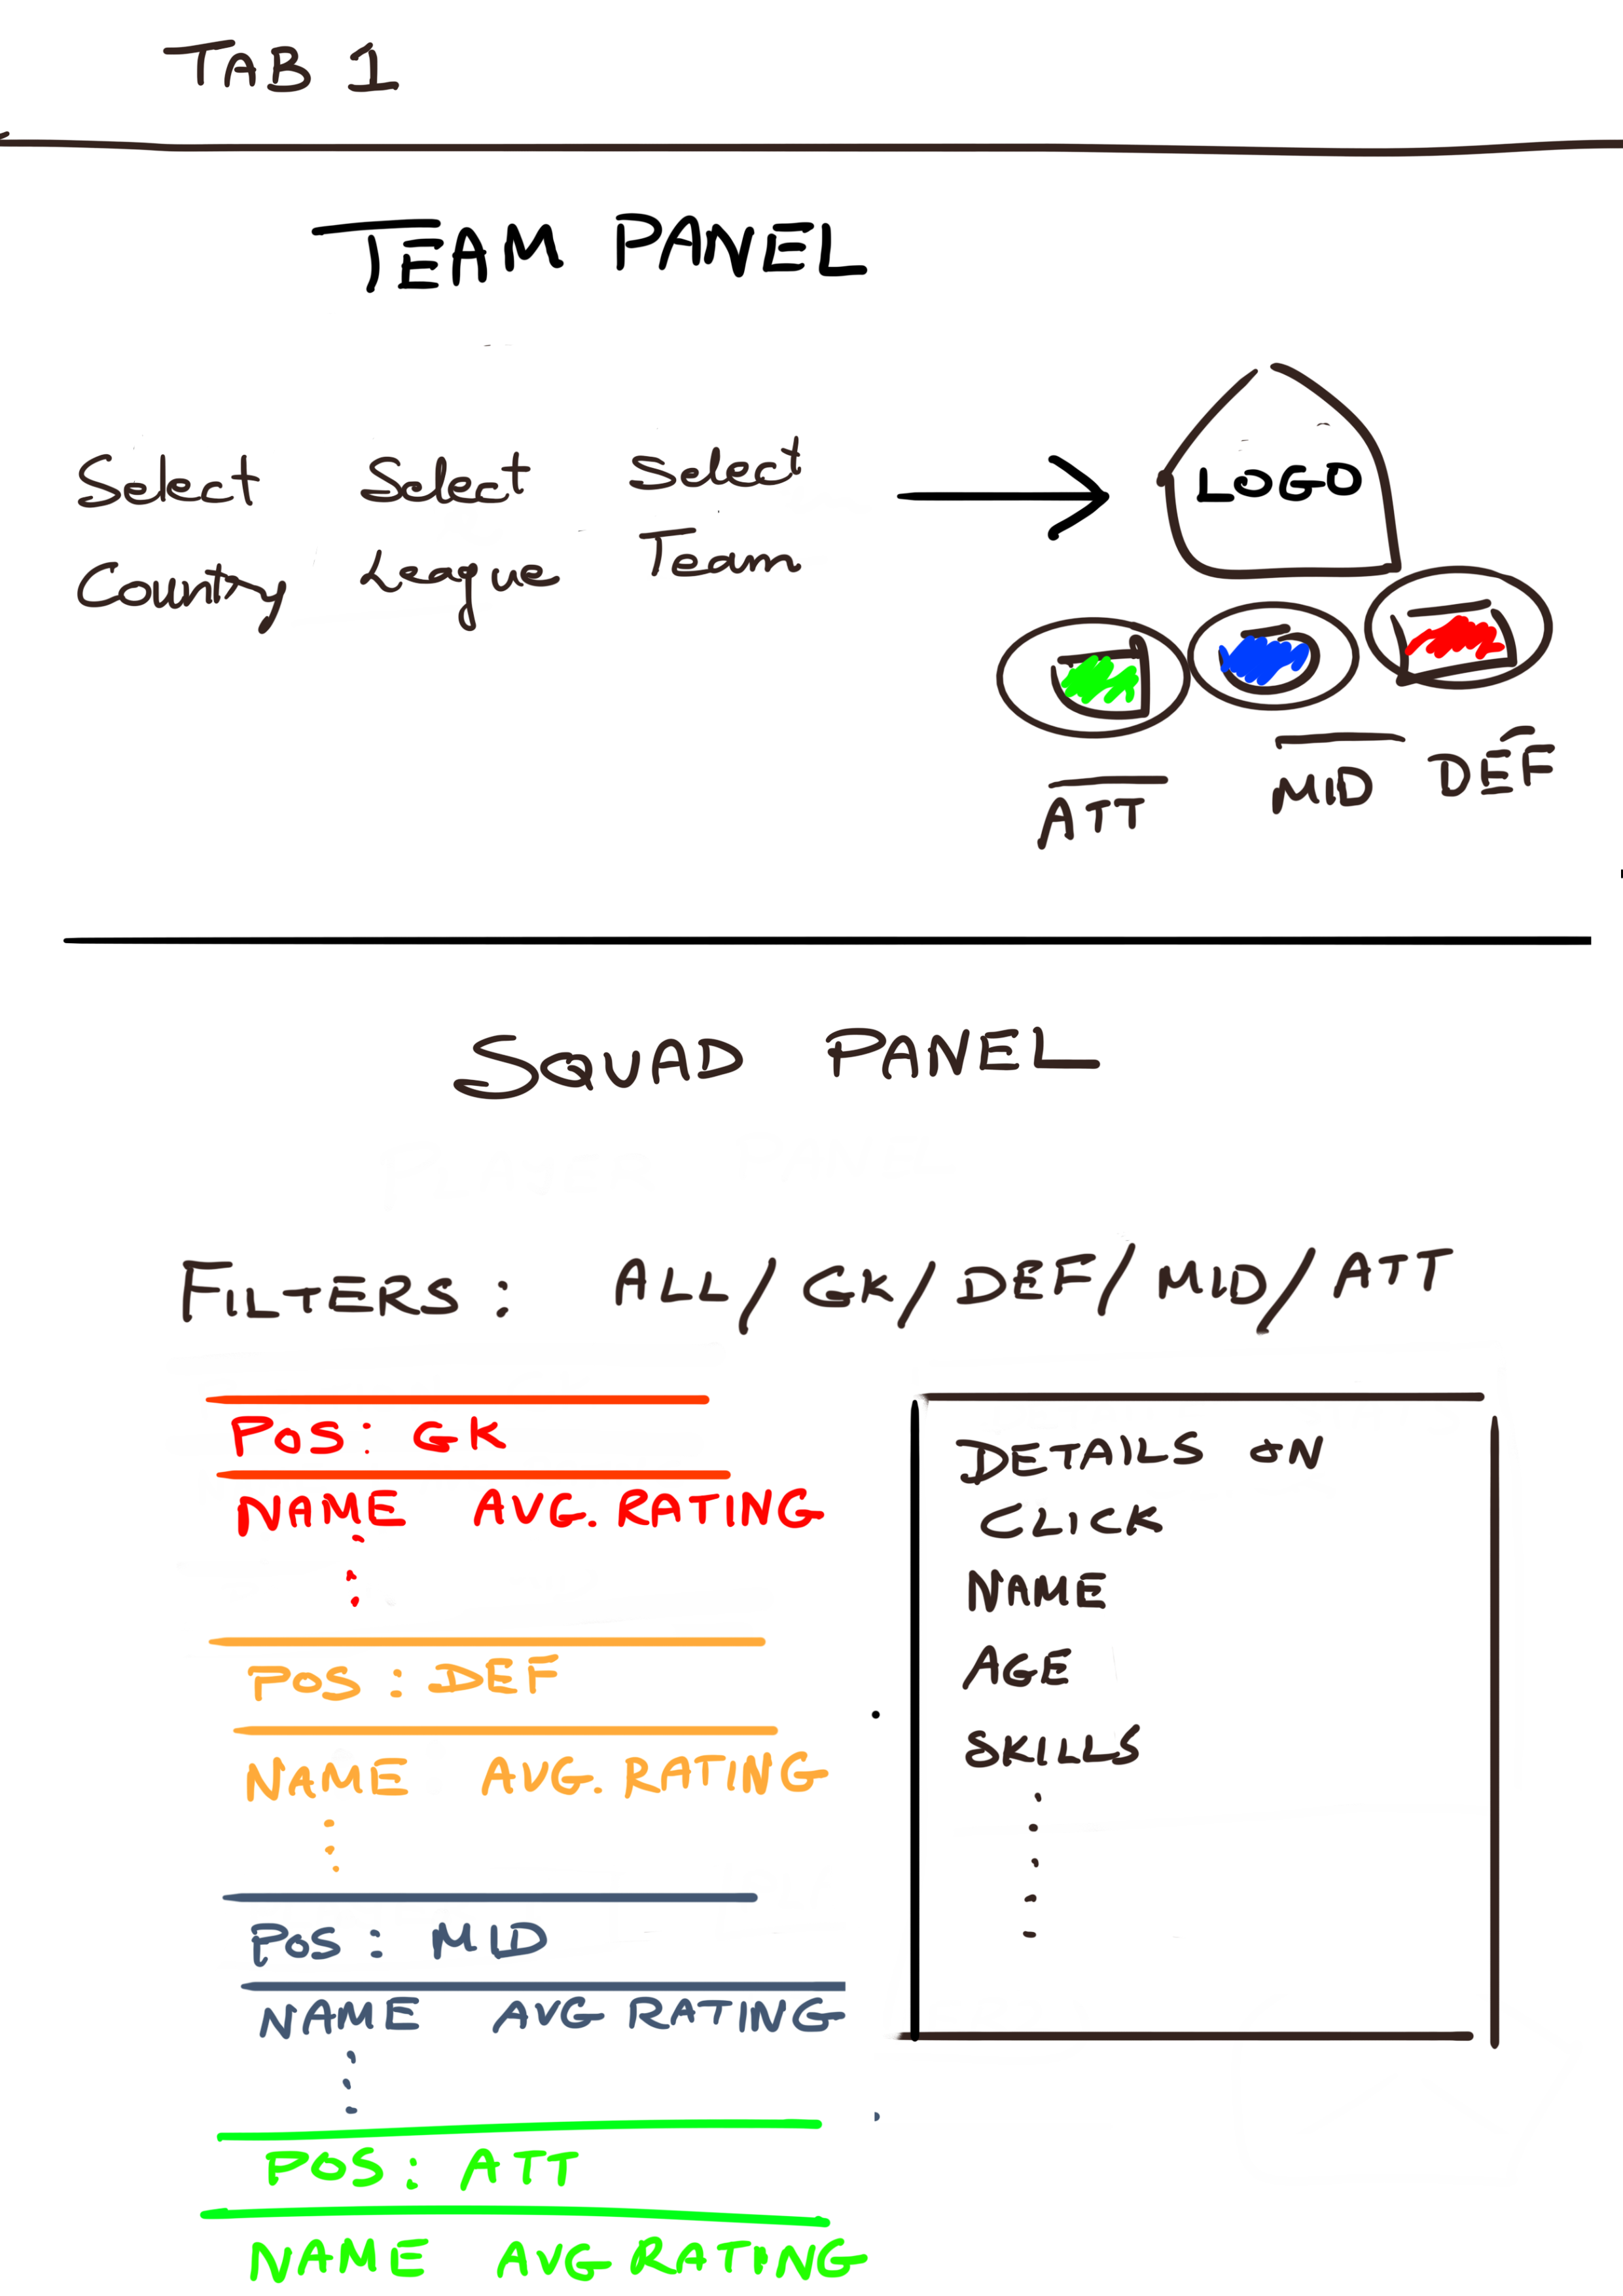 TAB 1
TEAM PANEL
Select Country
Select League
Select Team
LOGO
ATT
MID
DEF
SQUAD PANEL
FILTERS : ALL/GK/DEF/MID/ATT
POS: GK
NAME AVG. RATING
POS : DEF
NAME AVG. RATING
POS : MID
NAME AVG RATING
POS: ATT
NAME AVG RATING
DETAILS ON
CLICK
NAME
AGE
SKILLS